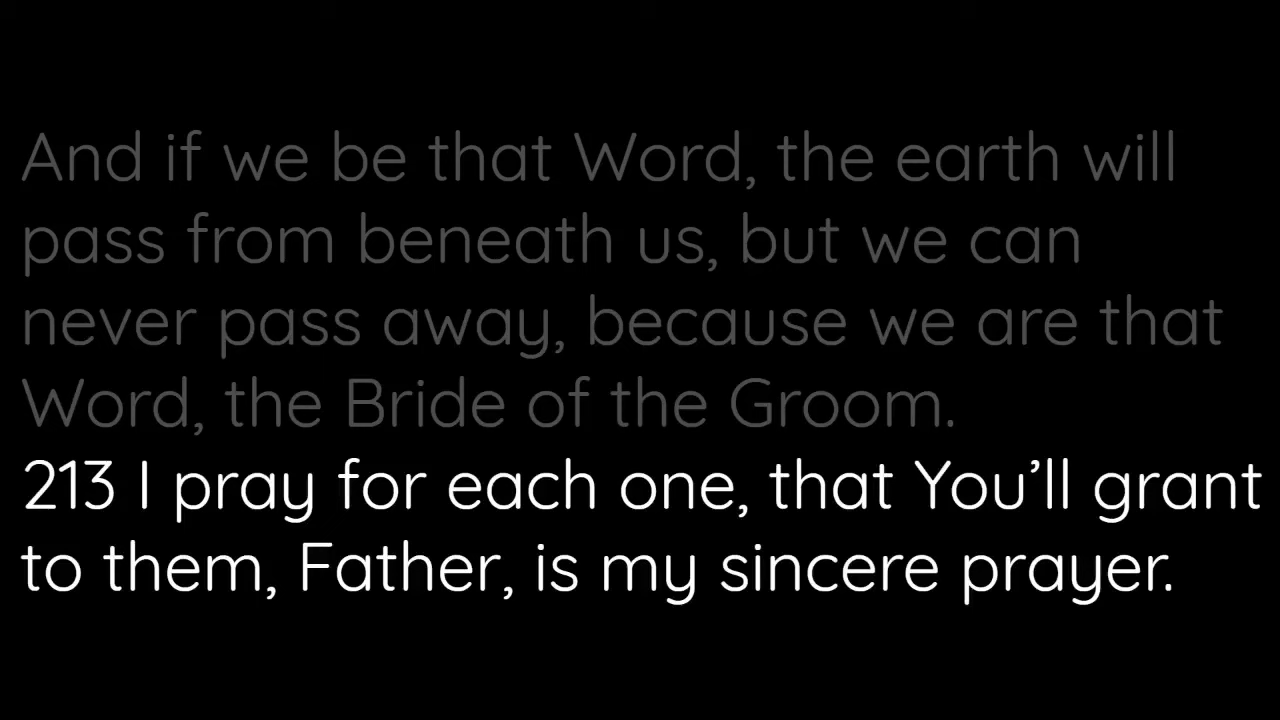 And if we be that Word, the earth will
pass from beneath us, but we can
never pass away, because we are that
Word, the Bride of the Groom.
213 I pray for each one, that You’ll grant
to them, Father, is my sincere prayer.